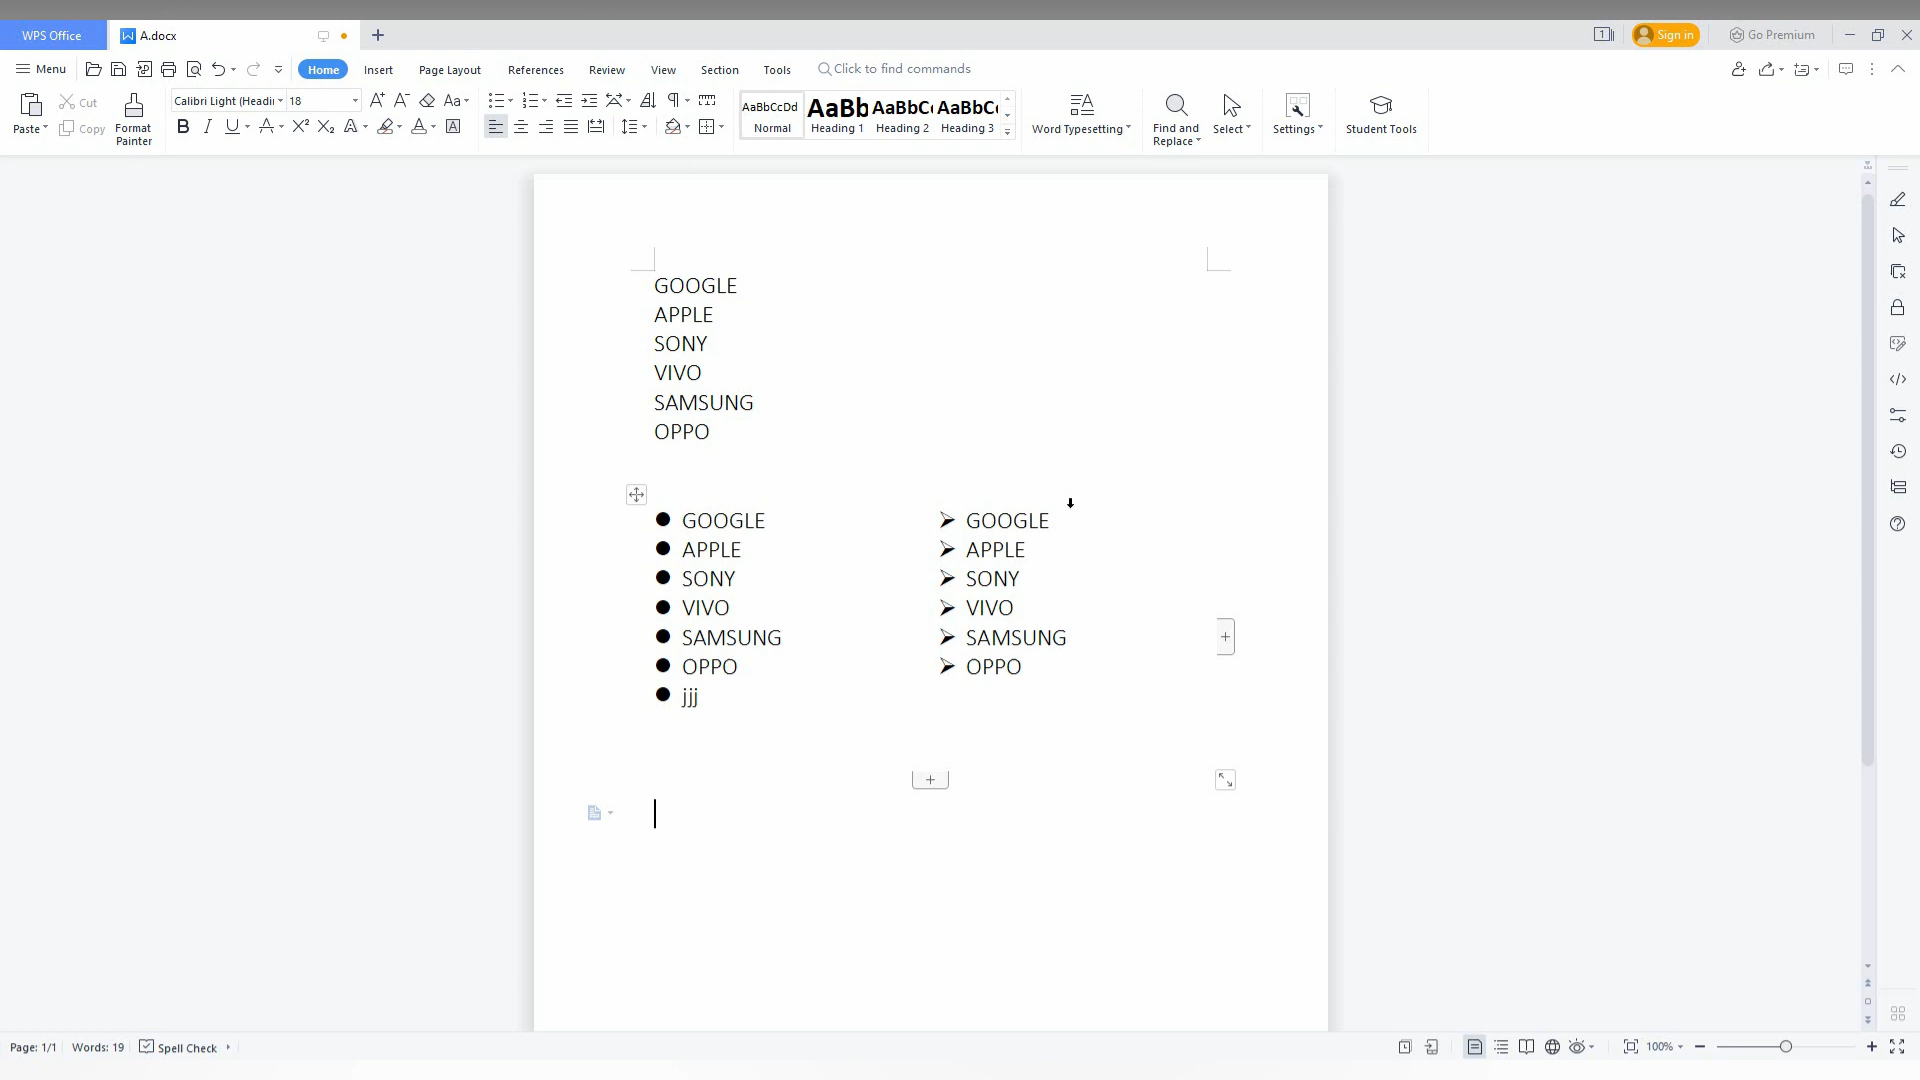 WPS Office A.docx Sign in Go Premium
Menu Home Insert Page Layout References Review View Section Tools Click to find commands
Paste Cut Copy Format Painter
Calibri Light (Headi 18
AaBbCcDd AaBb AaBbC AaBbC
Normal Heading 1 Heading 2 Heading 3
Word Typesetting Find and Replace Select Settings Student Tools
GOOGLE
APPLE
SONY
VIVO
SAMSUNG
OPPO
● GOOGLE ➢ GOOGLE
● APPLE ➢ APPLE
● SONY ➢ SONY
● VIVO ➢ VIVO
● SAMSUNG ➢ SAMSUNG
● OPPO ➢ OPPO
● jjj
Page: 1/1 Words: 19 Spell Check 100%